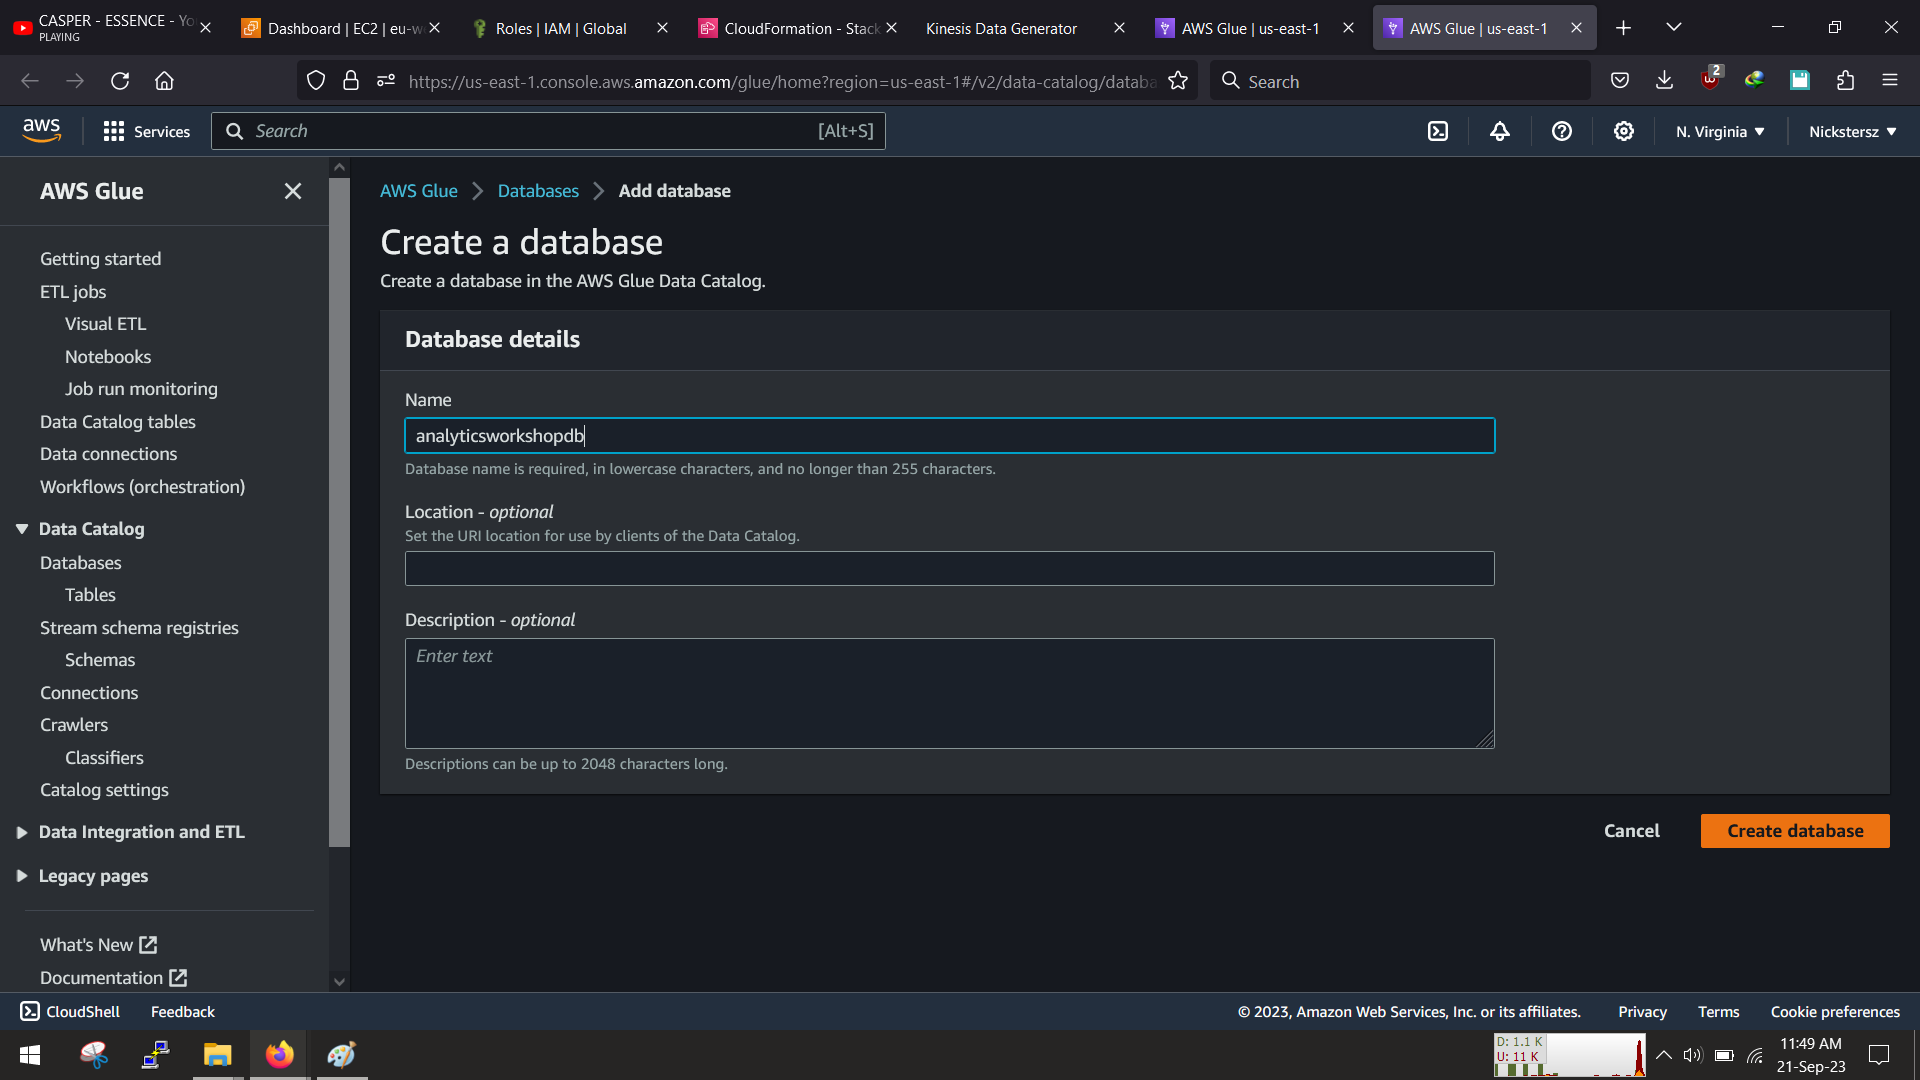 CASPER - ESSENCE - Yo
PLAYING
Dashboard | EC2 | eu-w
Roles | IAM | Global
CloudFormation - Stack
Kinesis Data Generator
AWS Glue | us-east-1
AWS Glue | us-east-1
https://us-east-1.console.aws.amazon.com/glue/home?region=us-east-1#/v2/data-catalog/databa
Search
2
aws
Services
Search
[Alt+S]
N. Virginia
Nickstersz
AWS Glue
Getting started
ETL jobs
Visual ETL
Notebooks
Job run monitoring
Data Catalog tables
Data connections
Workflows (orchestration)
Data Catalog
Databases
Tables
Stream schema registries
Schemas
Connections
Crawlers
Classifiers
Catalog settings
Data Integration and ETL
Legacy pages
What's New
Documentation
AWS Glue
Databases
Add database
Create a database
Create a database in the AWS Glue Data Catalog.
Database details
Name
analyticsworkshopdb
Database name is required, in lowercase characters, and no longer than 255 characters.
Location - optional
Set the URI location for use by clients of the Data Catalog.
Description - optional
Enter text
Descriptions can be up to 2048 characters long.
Cancel
Create database
CloudShell
Feedback
© 2023, Amazon Web Services, Inc. or its affiliates.
Privacy
Terms
Cookie preferences
D: 1.1 K
U: 11 K
11:49 AM
21-Sep-23